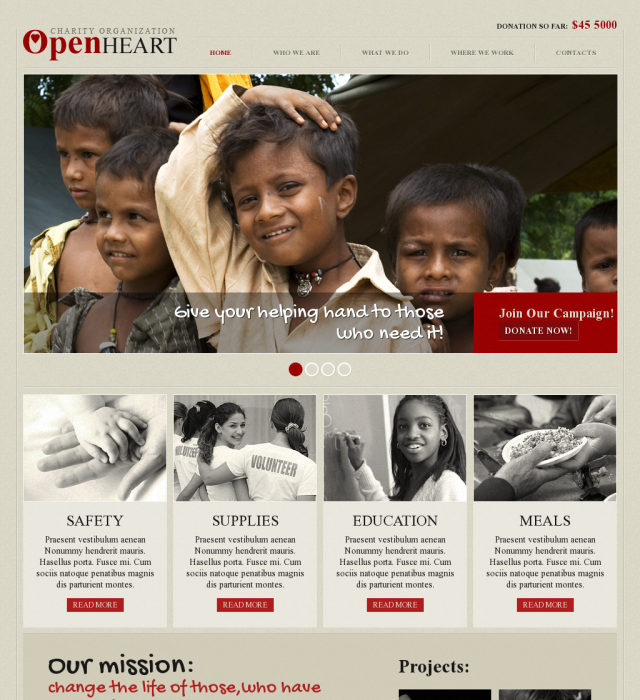 CHARITY ORGANIZATION
OpenHEART
DONATION SO FAR: $45 5000
HOME WHO WE ARE WHAT WE DO WHERE WE WORK CONTACTS
Give your helping hand to those
who need it!
Join Our Campaign!
DONATE NOW!
VOLUNTEER
SAFETY
Praesent vestibulum aenean
Nonummy hendrerit mauris.
Hasellus porta. Fusce mi. Cum
sociis natoque penatibus magnis
dis parturient montes.
READ MORE
SUPPLIES
Praesent vestibulum aenean
Nonummy hendrerit mauris.
Hasellus porta. Fusce mi. Cum
sociis natoque penatibus magnis
dis parturient montes.
READ MORE
EDUCATION
Praesent vestibulum aenean
Nonummy hendrerit mauris.
Hasellus porta. Fusce mi. Cum
sociis natoque penatibus magnis
dis parturient montes.
READ MORE
MEALS
Praesent vestibulum aenean
Nonummy hendrerit mauris.
Hasellus porta. Fusce mi. Cum
sociis natoque penatibus magnis
dis parturient montes.
READ MORE
Our mission:
change the life of those,who have
Projects: